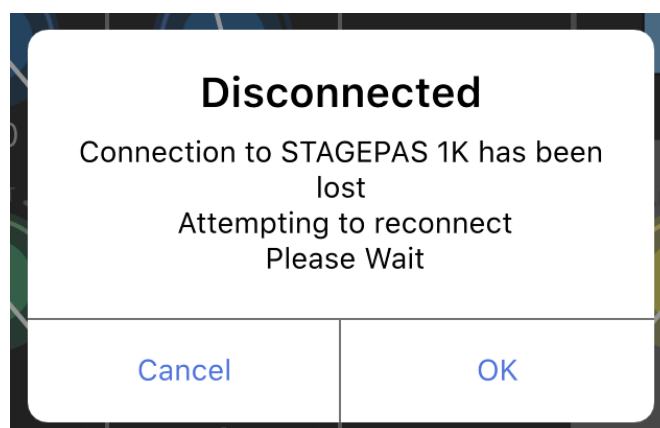 Disconnected
Connection to STAGEPAS 1K has been
lost
Attempting to reconnect
Please Wait
Cancel
OK